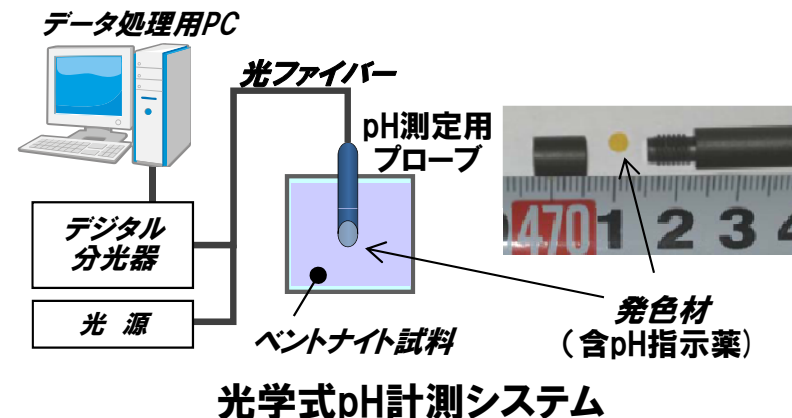 データ処理用PC
光ファイバー
pH測定用
プローブ
デジタル
分光器
光 源
ベントナイト試料
470 1 2 3 4
発色材
（含pH指示薬）
光学式pH計測システム